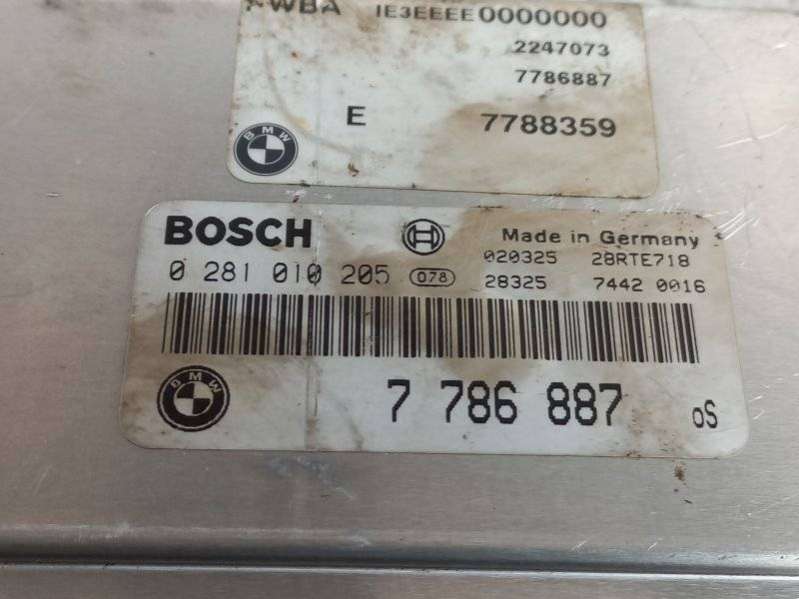 WBA IE3EEEE0000000
2247073
7786887
E 7788359
BMW
BOSCH Made in Germany
0 281 010 205 078 020325 28RTE718
28325 7442 0016
BMW
7 786 887 oS